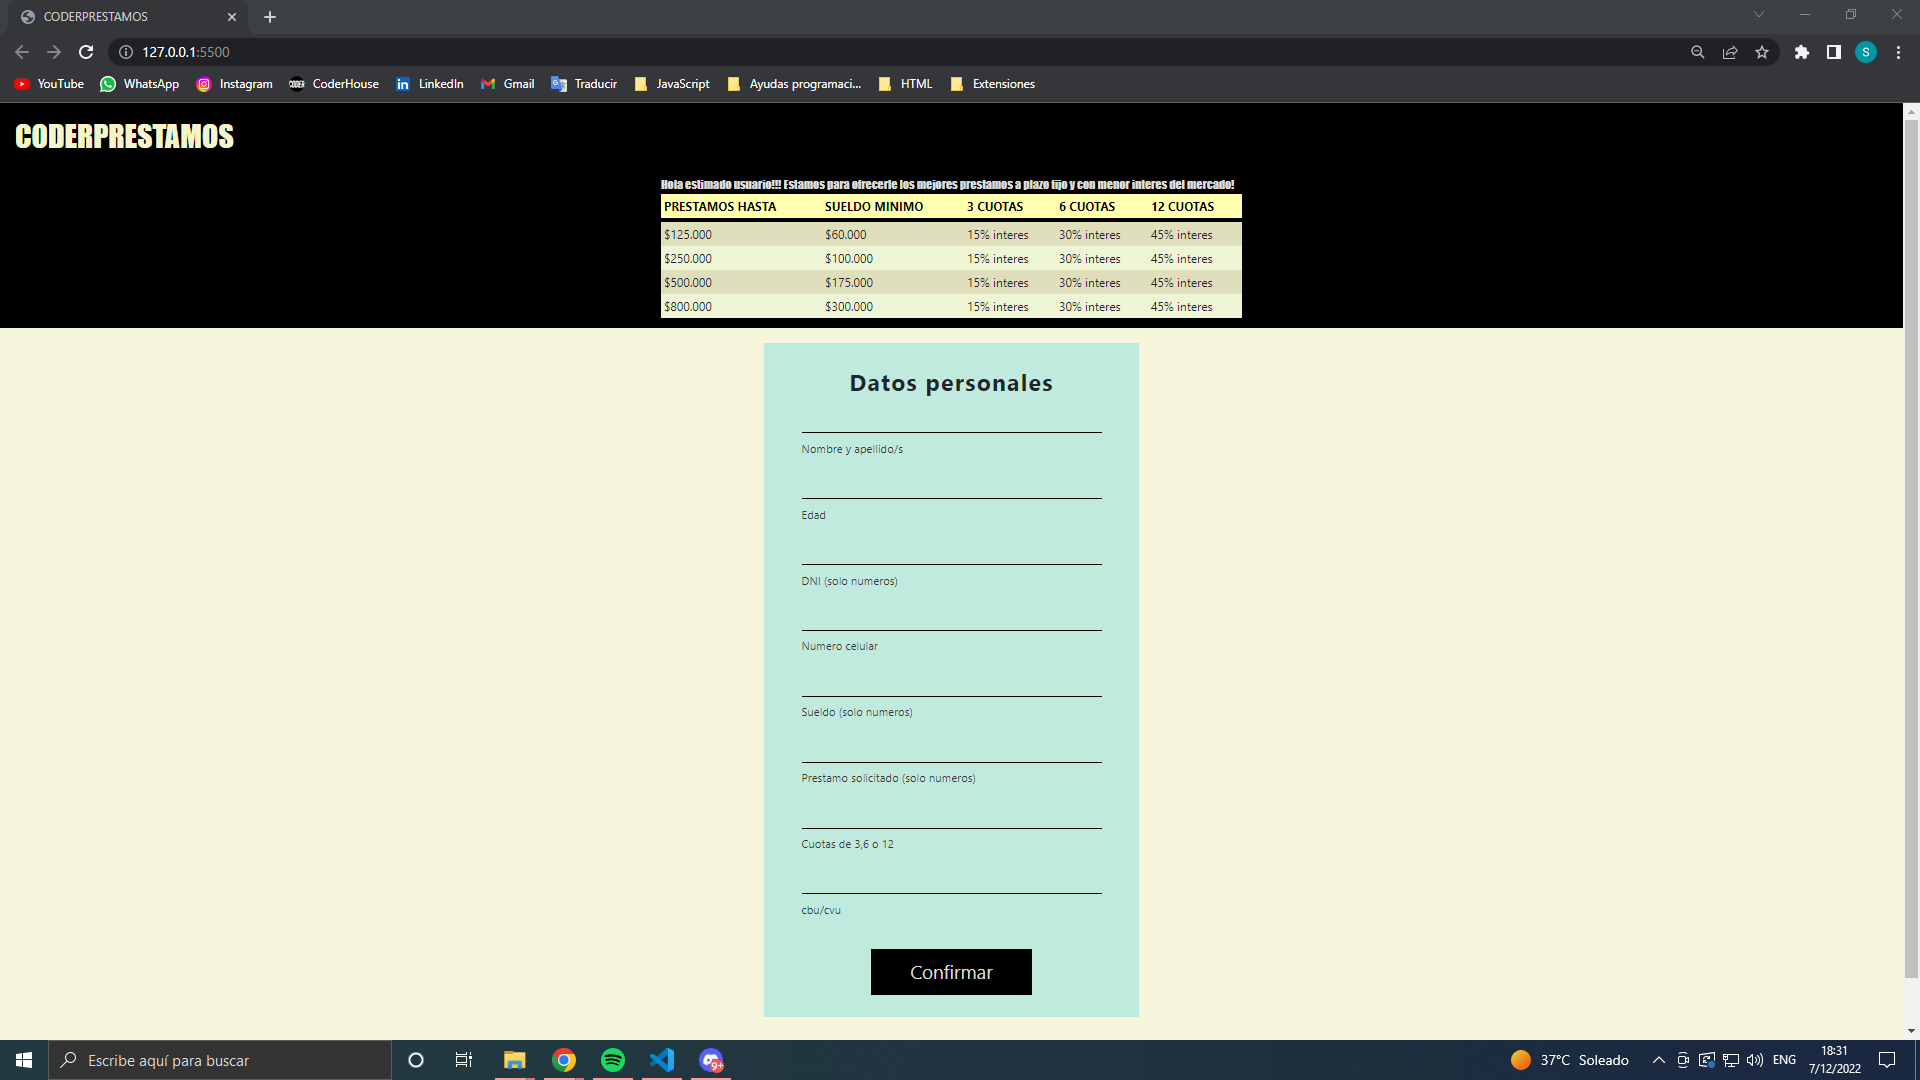 CODERPRESTAMOS
127.0.0.1:5500
S
YouTube WhatsApp Instagram CoderHouse LinkedIn Gmail Traducir JavaScript Ayudas programaci... HTML Extensiones
CODERPRESTAMOS
Hola estimado usuario!!! Estamos para ofrecerle los mejores prestamos a plazo fijo y con menor interes del mercado!
PRESTAMOS HASTA SUELDO MINIMO 3 CUOTAS 6 CUOTAS 12 CUOTAS
$125.000 $60.000 15% interes 30% interes 45% interes
$250.000 $100.000 15% interes 30% interes 45% interes
$500.000 $175.000 15% interes 30% interes 45% interes
$800.000 $300.000 15% interes 30% interes 45% interes
Datos personales
Nombre y apellido/s
Edad
DNI (solo numeros)
Numero celular
Sueldo (solo numeros)
Prestamo solicitado (solo numeros)
Cuotas de 3,6 o 12
cbu/cvu
Confirmar
Escribe aquí para buscar
9+
37°C Soleado
ENG
18:31
7/12/2022